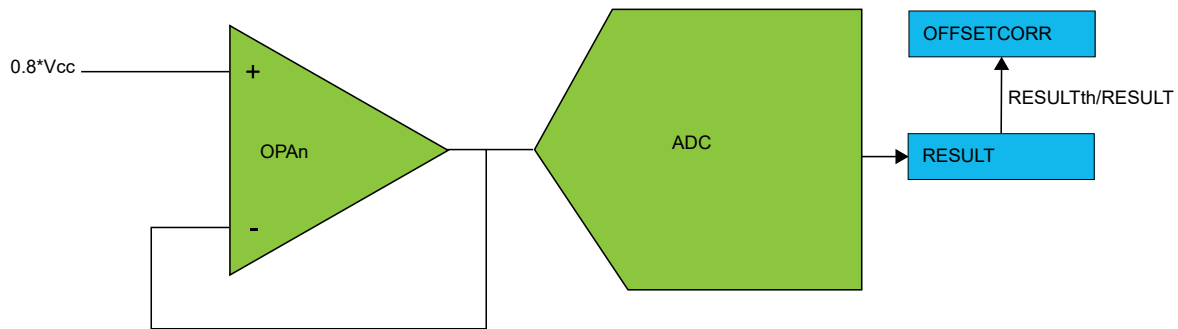 OFFSETCORR
0.8*Vcc
+
RESULTth/RESULT
OPAn
ADC
RESULT
-